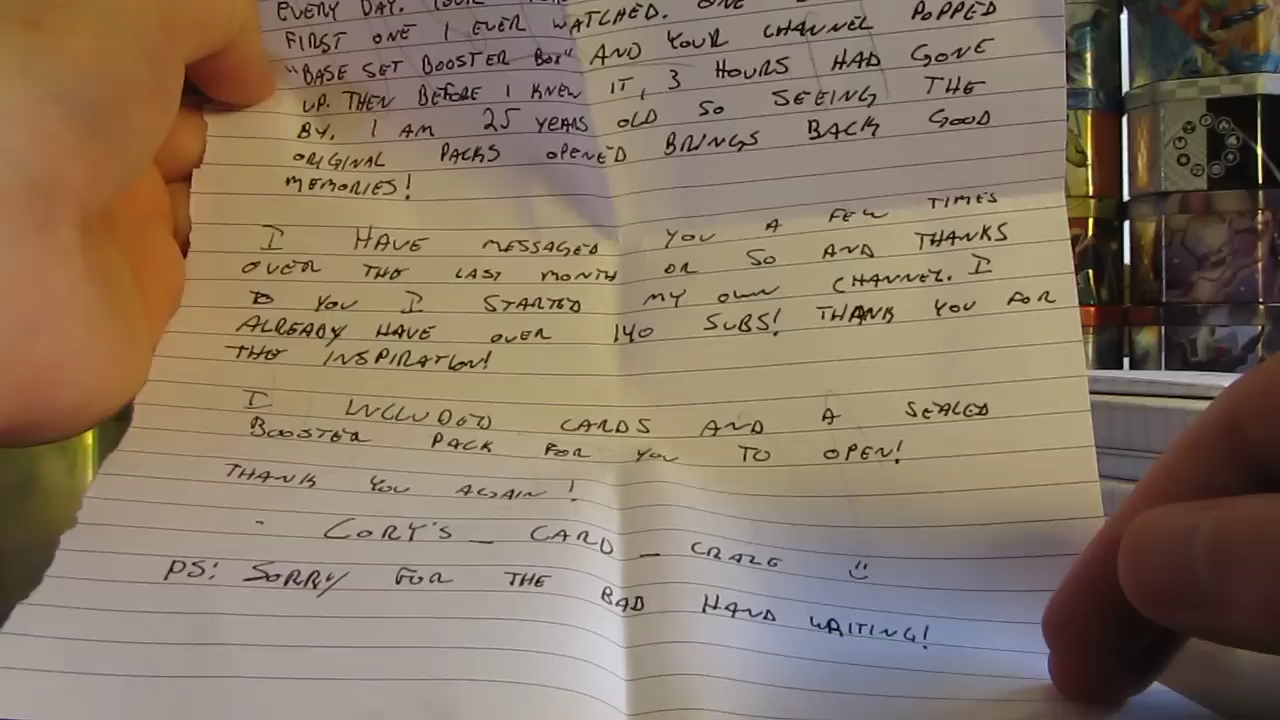 EVERY DAY. YOUR
FIRST ONE I EVER WATCHED. ONE
"BASE SET BOOSTER BOX" AND YOUR CHANNEL POPPED
UP. THEN BEFORE I KNEW IT, 3 HOURS HAD GONE
BY. I AM 25 YEARS OLD SO SEEING THE
ORIGINAL PACKS OPENED BRINGS BACK GOOD
MEMORIES!
I HAVE MESSAGED YOU A FEW TIMES
OVER THE LAST MONTH OR SO AND THANKS
TO YOU I STARTED MY OWN CHANNEL. I
ALREADY HAVE OVER 140 SUBS! THANK YOU FOR
THE INSPIRATION!
I INCLUDED CARDS AND A SEALED
BOOSTER PACK FOR YOU TO OPEN!
THANK YOU AGAIN!
- CORY'S _ CARD _ CRAZE :)
PS: SORRY FOR THE BAD HAND WRITING!